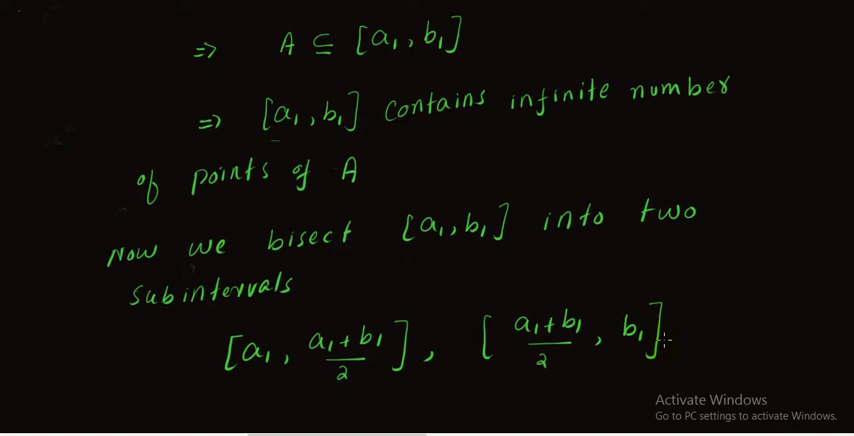 ⇒ A ⊆ [a₁, b₁]
⇒ [a₁, b₁] contains infinite number
of points of A
Now we bisect [a₁, b₁] into two
subintervals
[a₁, (a₁+b₁)/2], [(a₁+b₁)/2, b₁]
Activate Windows
Go to PC settings to activate Windows.